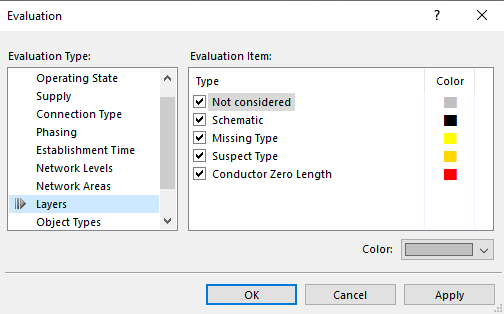 Evaluation
?
Evaluation Type:
Operating State
Supply
Connection Type
Phasing
Establishment Time
Network Levels
Network Areas
Layers
Object Types
Evaluation Item:
Type Color
Not considered
Schematic
Missing Type
Suspect Type
Conductor Zero Length
Color:
OK Cancel Apply